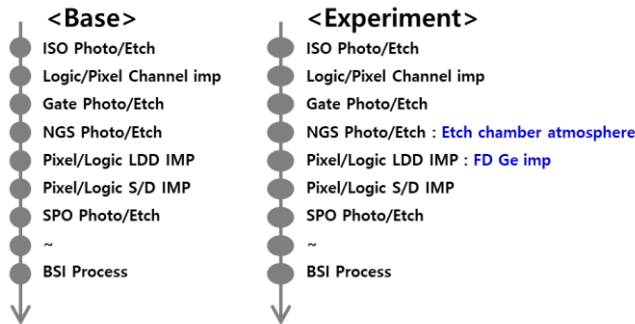 <Base>
ISO Photo/Etch
Logic/Pixel Channel imp
Gate Photo/Etch
NGS Photo/Etch
Pixel/Logic LDD IMP
Pixel/Logic S/D IMP
SPO Photo/Etch
~
BSI Process
<Experiment>
ISO Photo/Etch
Logic/Pixel Channel imp
Gate Photo/Etch
NGS Photo/Etch : Etch chamber atmosphere
Pixel/Logic LDD IMP : FD Ge imp
Pixel/Logic S/D IMP
SPO Photo/Etch
~
BSI Process